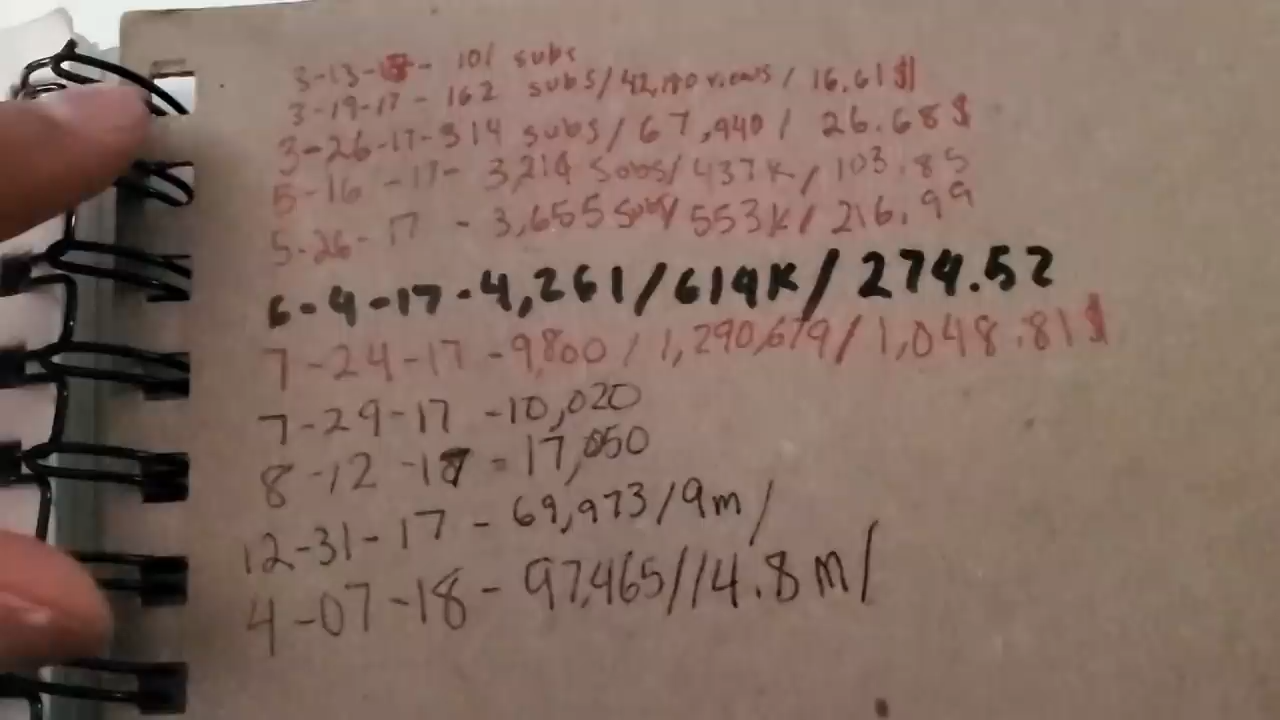 3-13-17- 101 subs
3-19-17- 162 subs/42,180 views/ 16.61$
3-26-17-314 subs/67,940/ 26.68$
5-16-17- 3,214 subs/437K/103.85
5-26-17 -3,655 subs/553K/216.99
6-4-17-4,261/614K/274.52
7-24-17-9,800/1,290,679/1,048.81$
7-29-17 -10,020
8-12-17 -17,050
12-31-17-69,973/9m/
4-07-18-97,465/14.8m/